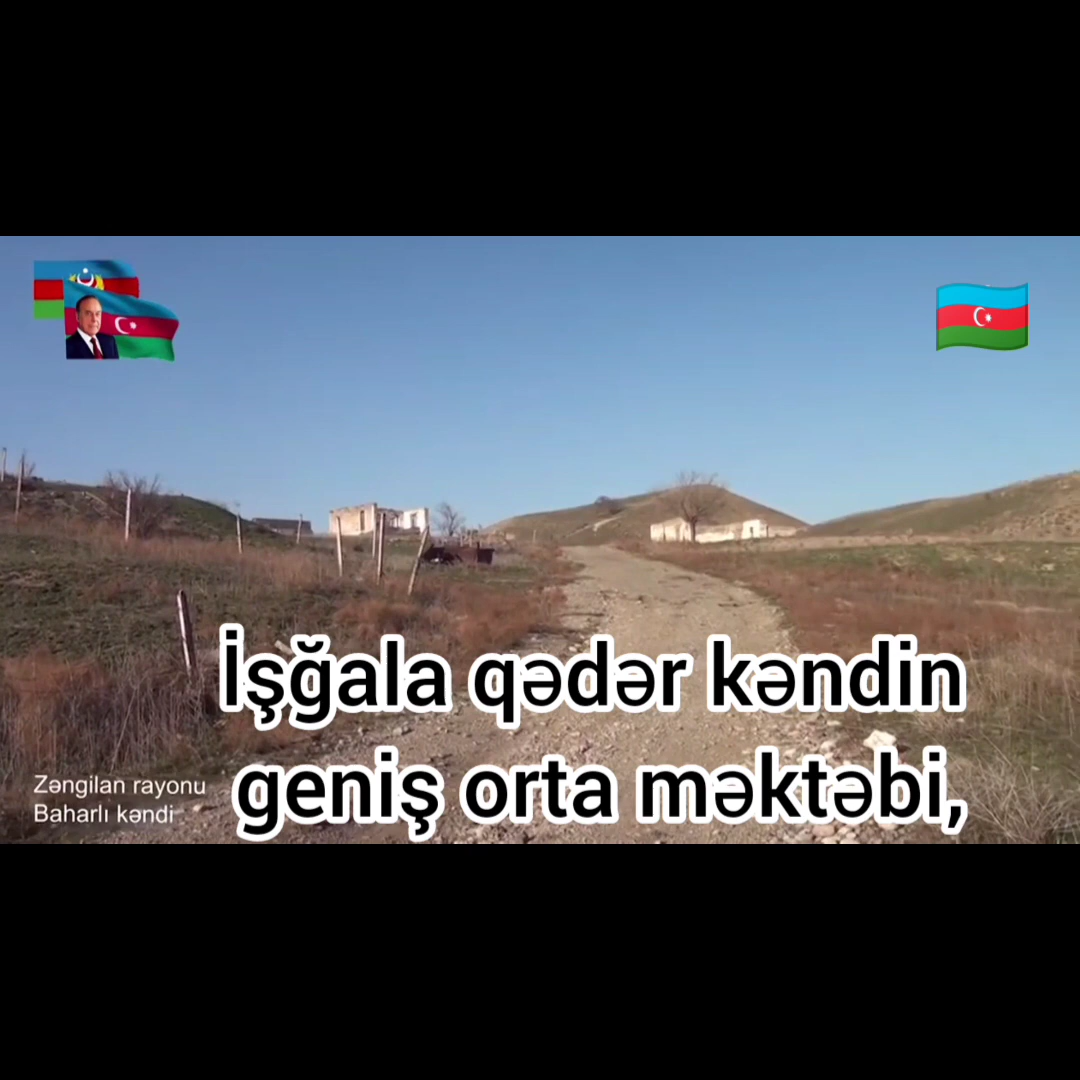 İşğala qədər kəndin
geniş orta məktəbi,
Zəngilan rayonu
Baharlı kəndi